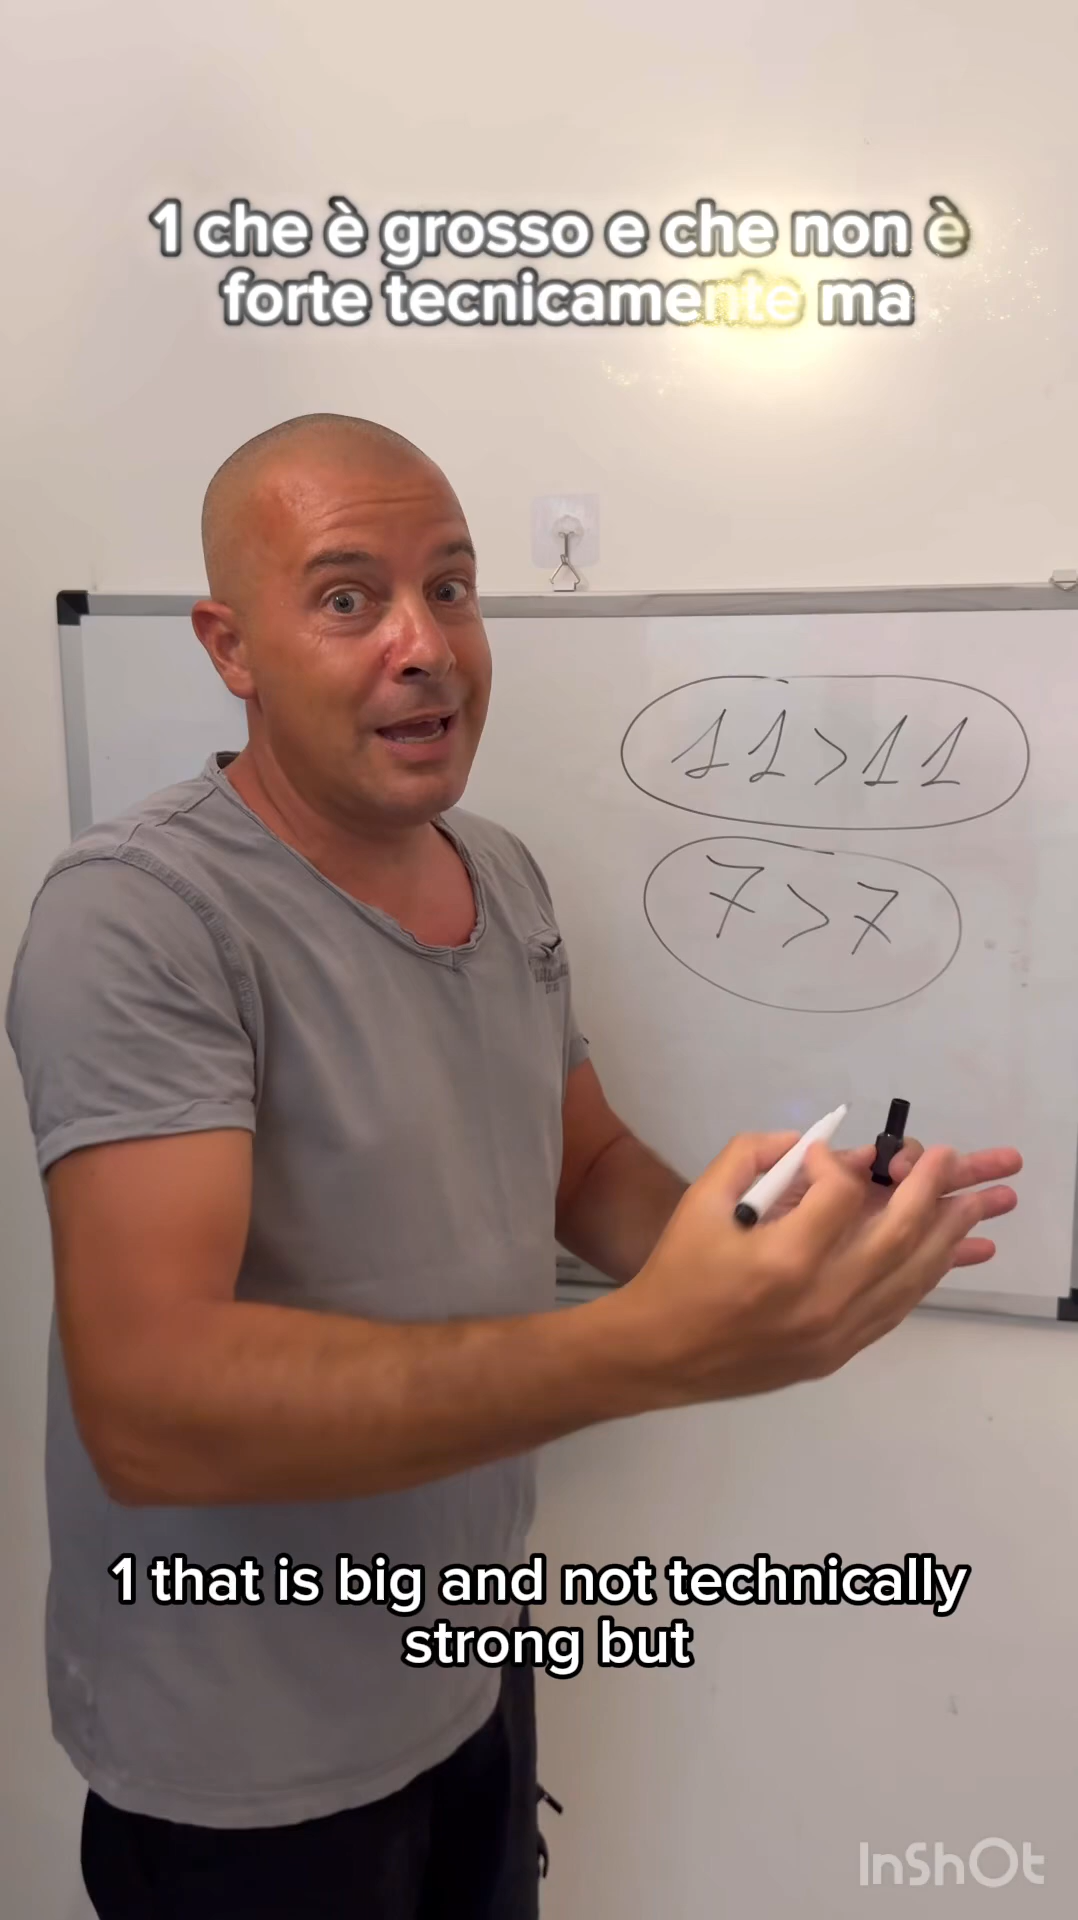 1 che è grosso e che non è
forte tecnicamente ma
11>11
7>7
1 that is big and not technically
strong but
InShOt